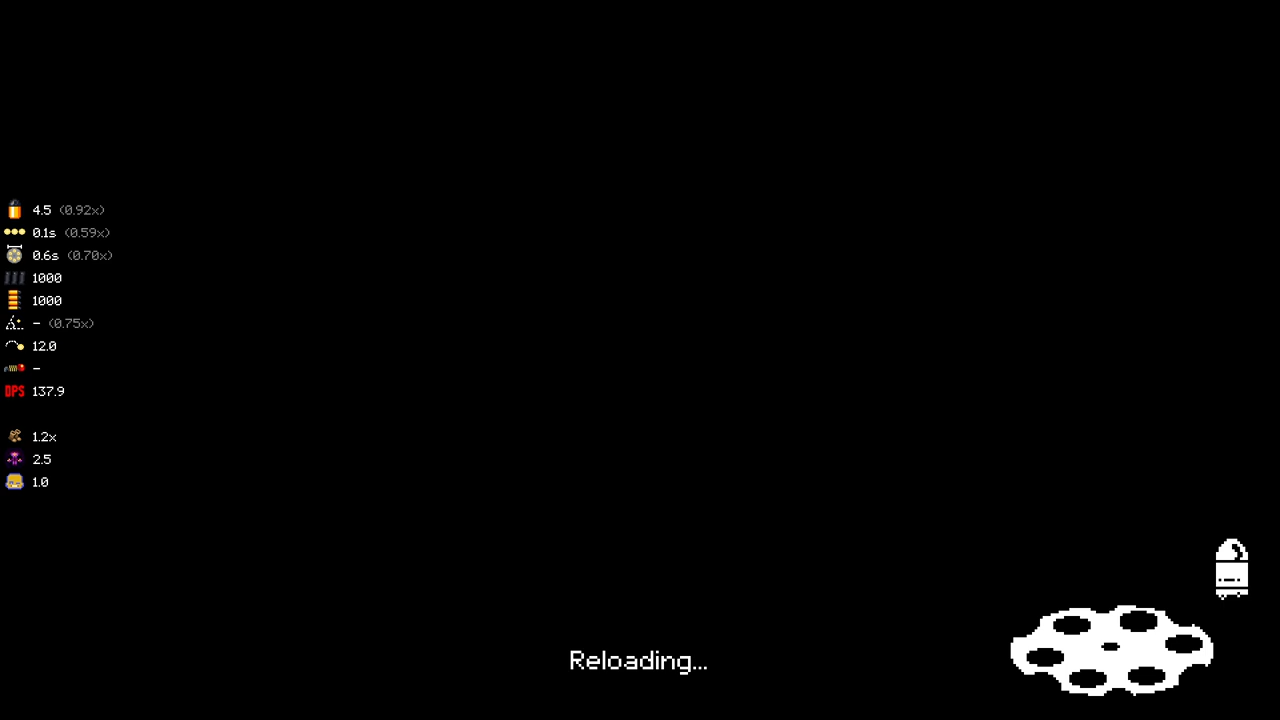 4.5 (0.92x)
0.1s (0.59x)
0.6s (0.70x)
1000
1000
- (0.75x)
12.0
-
DPS 137.9
1.2x
2.5
1.0
Reloading...